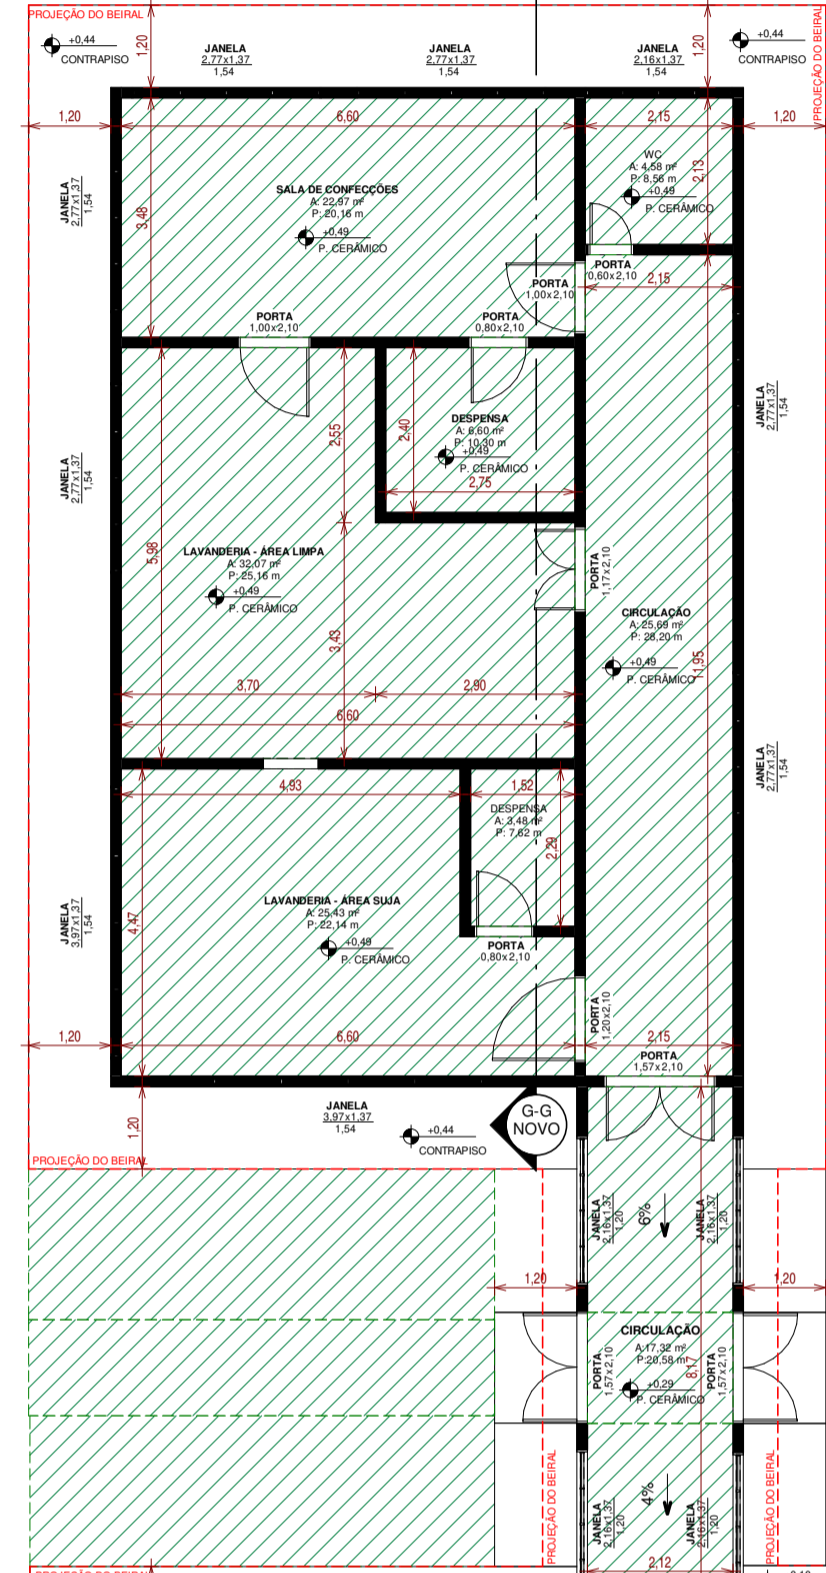 PROJEÇÃO DO BEIRAL
+0,44
CONTRAPISO
1,20
JANELA
2,77x1,37
1,54
JANELA
2,77x1,37
1,54
JANELA
2,16x1,37
1,54
1,20
+0,44
CONTRAPISO
PROJEÇÃO DO BEIRAL
1,20
6,60
2,15
1,20
WC
A: 4,58 m²
P: 8,56 m
+0,49
P. CERÂMICO
2,13
JANELA
2,77x1,37
1,54
3,48
SALA DE CONFECÇÕES
A: 22,97 m²
P: 20,16 m
+0,49
P. CERÂMICO
PORTA
0,60x2,10
PORTA
1,00x2,10
2,15
PORTA
1,00x2,10
PORTA
0,80x2,10
JANELA
2,77x1,37
1,54
2,55
2,40
DESPENSA
A: 6,60 m²
P: 10,30 m
+0,49
P. CERÂMICO
2,75
JANELA
2,77x1,37
1,54
5,98
LAVANDERIA - ÁREA LIMPA
A: 32,07 m²
P: 25,16 m
+0,49
P. CERÂMICO
PORTA
1,17x2,10
3,43
CIRCULAÇÃO
A: 25,69 m²
P: 28,20 m
+0,49
P. CERÂMICO
11,95
3,70
2,90
6,60
JANELA
2,77x1,37
1,54
4,93
1,52
DESPENSA
A: 3,48 m²
P: 7,62 m
2,29
JANELA
3,97x1,37
1,54
4,47
LAVANDERIA - ÁREA SUJA
A: 25,43 m²
P: 22,14 m
+0,49
P. CERÂMICO
PORTA
0,80x2,10
PORTA
1,20x2,10
1,20
6,60
2,15
PORTA
1,57x2,10
1,20
JANELA
3,97x1,37
1,54
+0,44
CONTRAPISO
G-G
NOVO
PROJEÇÃO DO BEIRAL
JANELA
2,16x1,37
1,20
6%
JANELA
2,16x1,37
1,20
1,20
1,20
CIRCULAÇÃO
A:17,32 m²
P:20,58 m
+0,29
P. CERÂMICO
8,17
PORTA
1,57x2,10
PORTA
1,57x2,10
PROJEÇÃO DO BEIRAL
JANELA
2,16x1,37
1,20
4%
JANELA
2,16x1,37
1,20
PROJEÇÃO DO BEIRAL
2,12
PROJEÇÃO DO BEIRAL